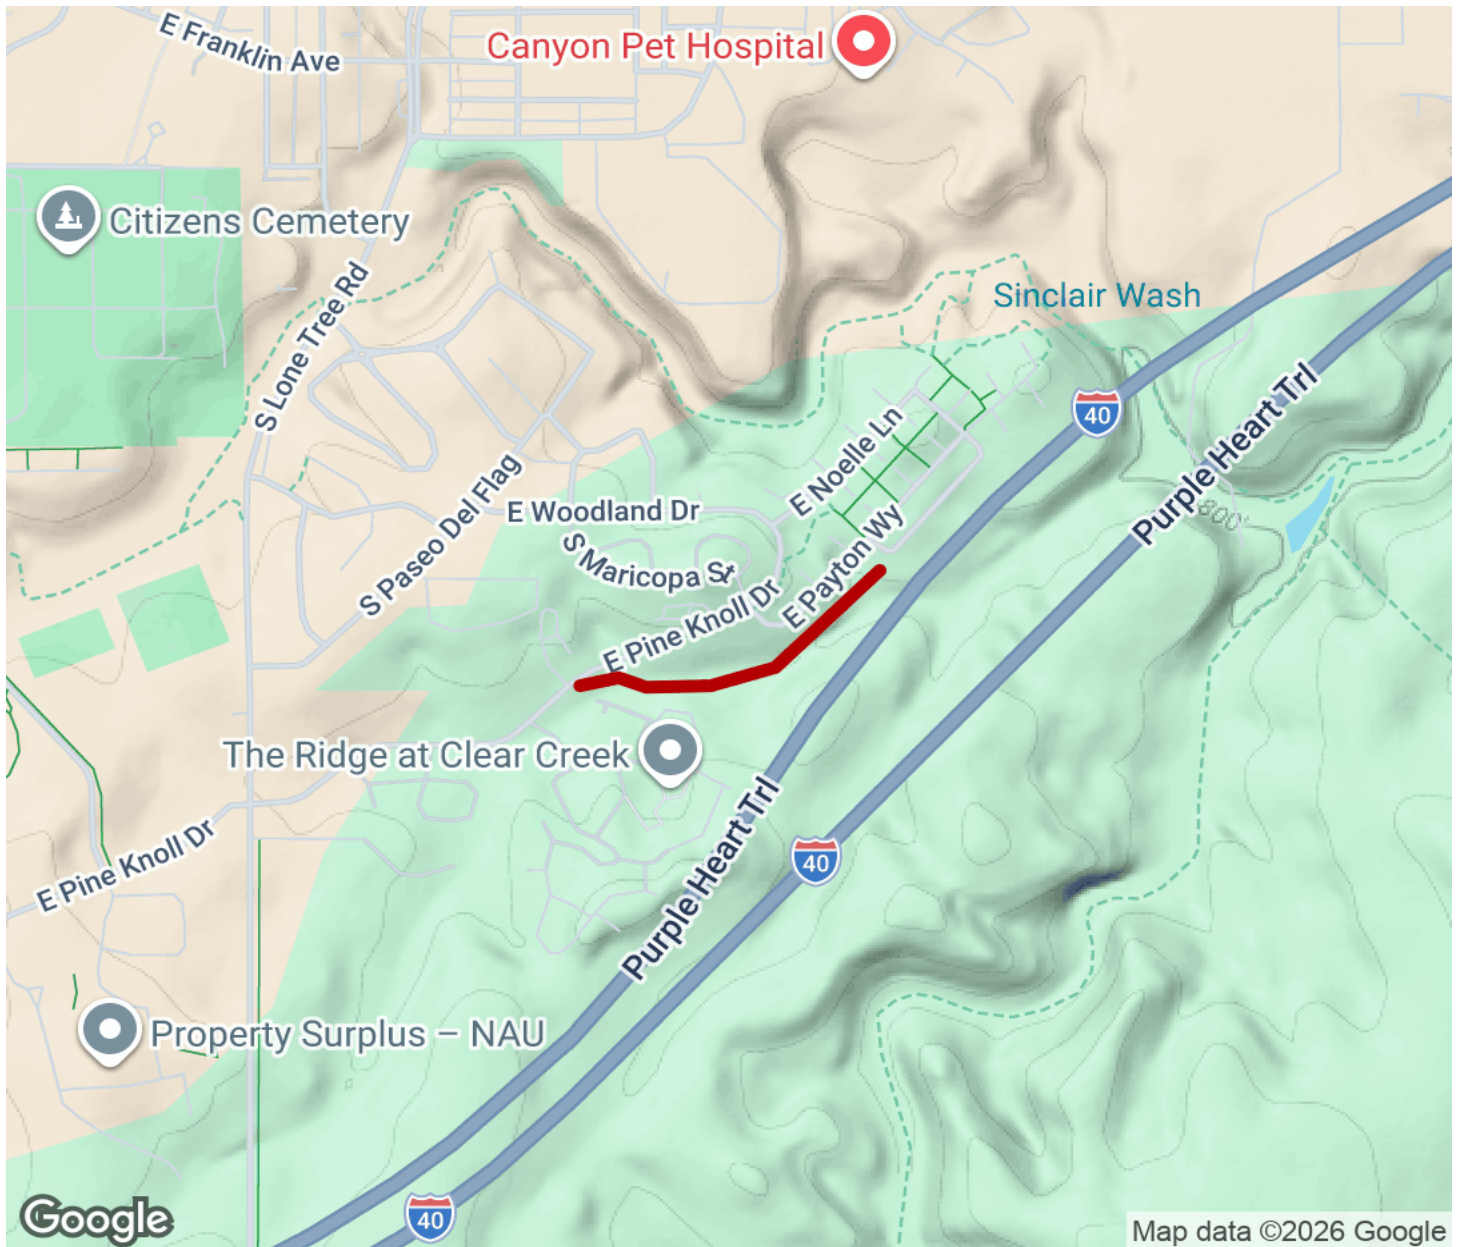 E Franklin Ave
Canyon Pet Hospital
Citizens Cemetery
S Lone Tree Rd
Sinclair Wash
40
Purple Heart Trl
E Noelle Ln
S Paseo Del Flag
E Woodland Dr
S Maricopa St
E Payton Wy
E Pine Knoll Dr
The Ridge at Clear Creek
Purple Heart Trl
40
E Pine Knoll Dr
Property Surplus – NAU
40
Google
Map data ©2026 Google